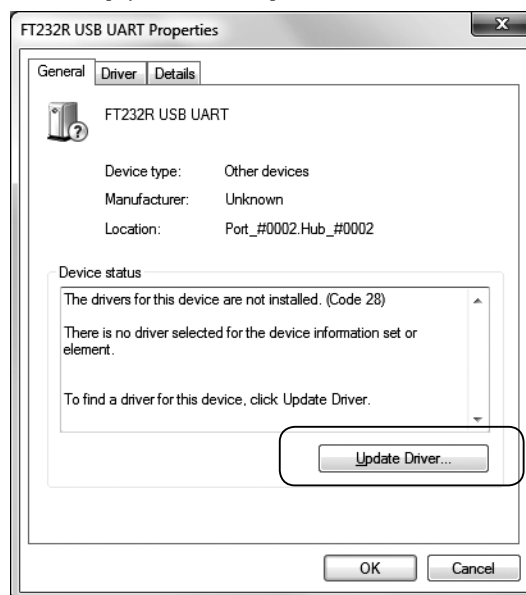 FT232R USB UART Properties
x
General Driver Details
FT232R USB UART
Device type: Other devices
Manufacturer: Unknown
Location: Port_#0002.Hub_#0002
Device status
The drivers for this device are not installed. (Code 28)
There is no driver selected for the device information set or
element.
To find a driver for this device, click Update Driver.
Update Driver...
OK Cancel